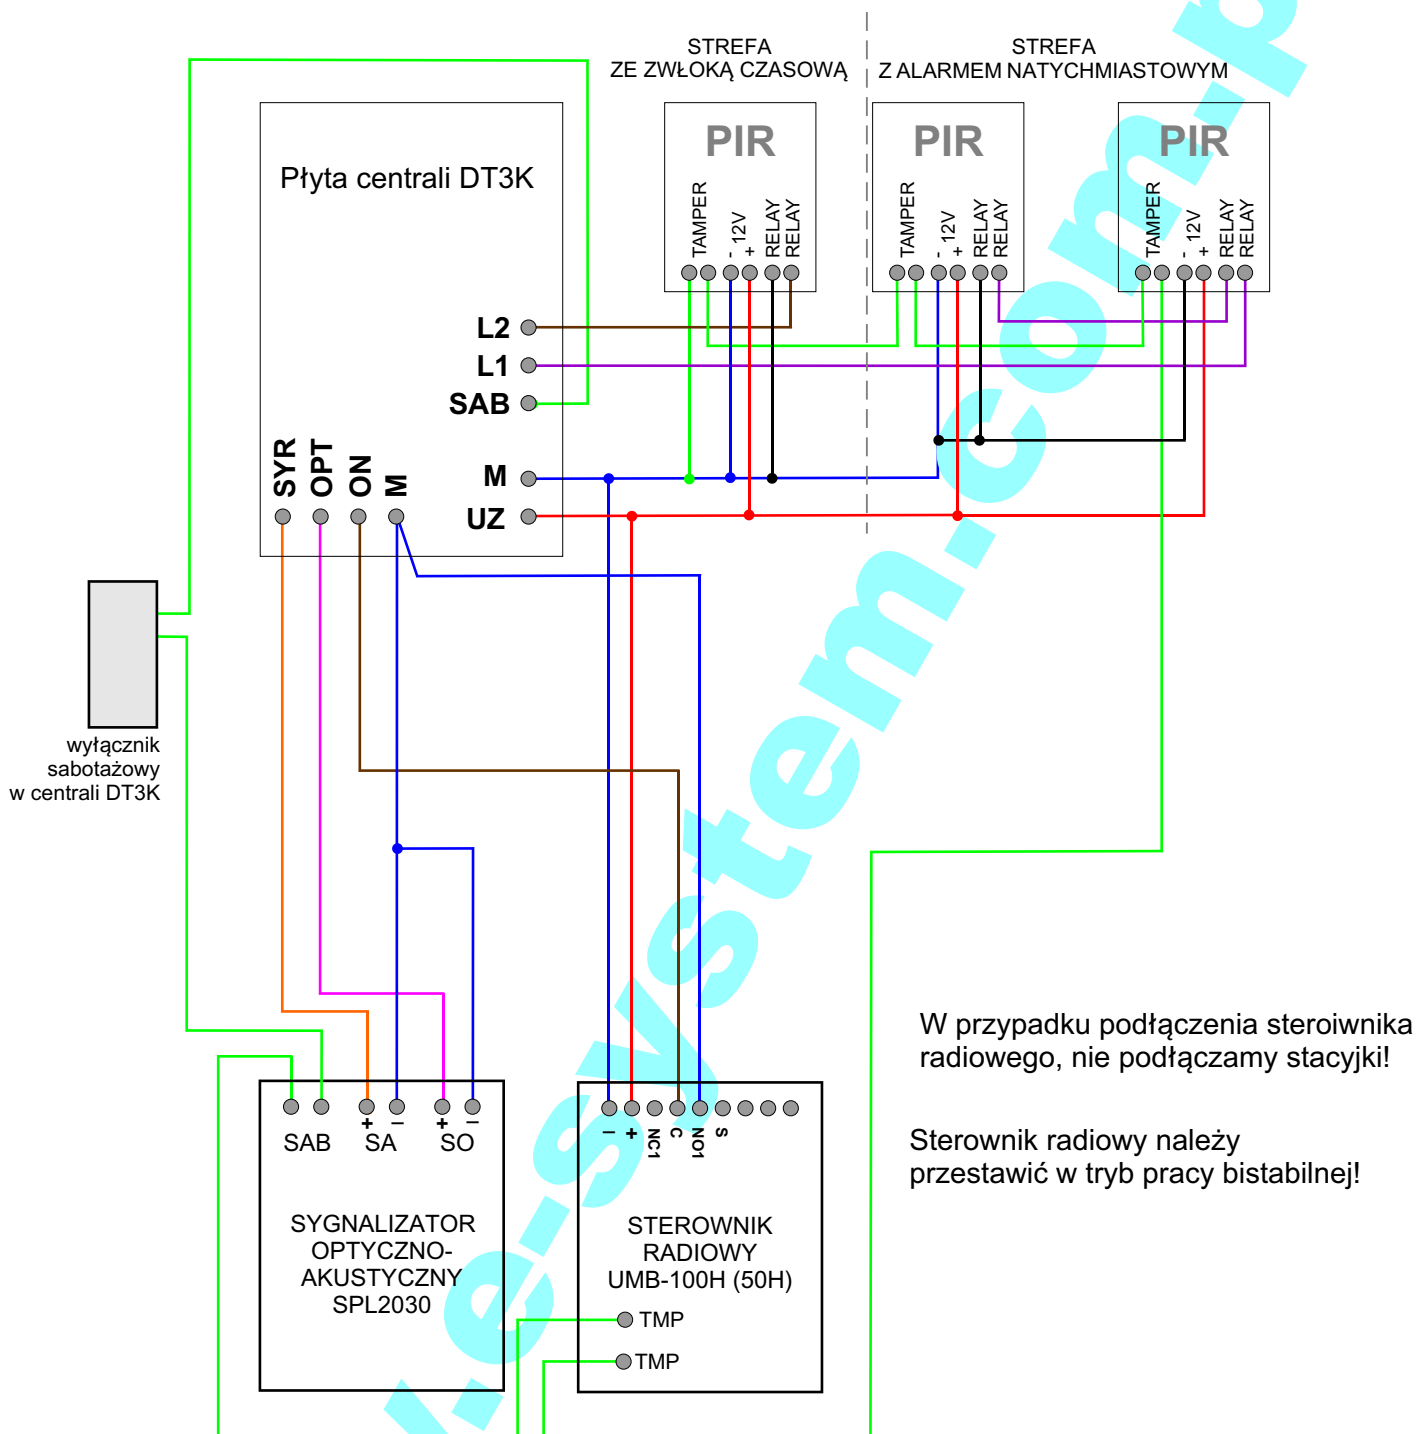 STREFA
ZE ZWŁOKĄ CZASOWĄ
STREFA
Z ALARMEM NATYCHMIASTOWYM
PIR
TAMPER
-
12V
+
RELAY
RELAY
PIR
TAMPER
-
12V
+
RELAY
RELAY
PIR
TAMPER
-
12V
+
RELAY
RELAY
Płyta centrali DT3K
L2
L1
SAB
M
UZ
SYR
OPT
ON
M
wyłącznik
sabotażowy
w centrali DT3K
W przypadku podłączenia steroiwnika
radiowego, nie podłączamy stacyjki!
Sterownik radiowy należy
przestawić w tryb pracy bistabilnej!
+ – + –
SAB SA SO
SYGNALIZATOR
OPTYCZNO-
AKUSTYCZNY
SPL2030
– + NC1 C NO1 S
STEROWNIK
RADIOWY
UMB-100H (50H)
TMP
TMP
e-system.com.p